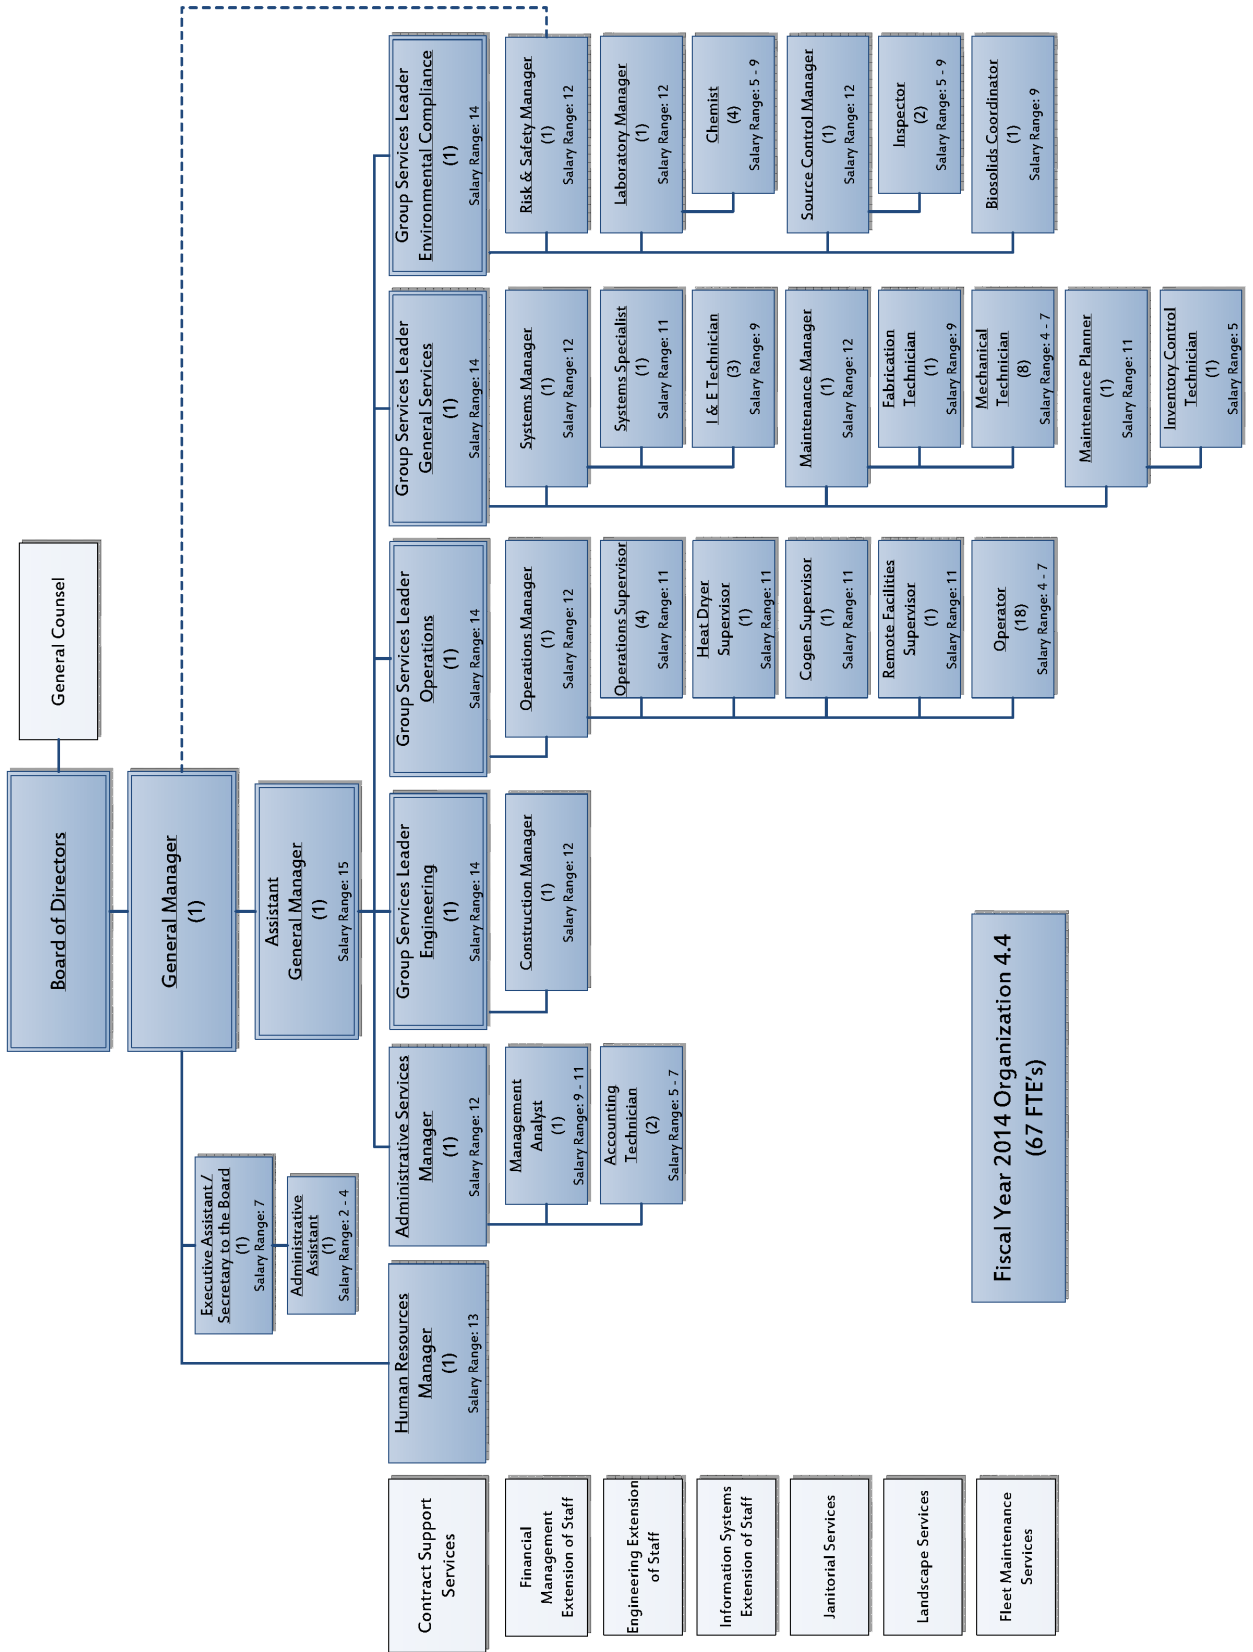 Board of Directors
General Counsel
General Manager
(1)
Executive Assistant /
Secretary to the Board
(1)
Salary Range: 7
Administrative
Assistant
(1)
Salary Range: 2 - 4
Assistant
General Manager
(1)
Salary Range: 15
Contract Support
Services
Financial
Management
Extension of Staff
Engineering Extension
of Staff
Information Systems
Extension of Staff
Janitorial Services
Landscape Services
Fleet Maintenance
Services
Human Resources
Manager
(1)
Salary Range: 13
Administrative Services
Manager
(1)
Salary Range: 12
Management
Analyst
(1)
Salary Range: 9 - 11
Accounting
Technician
(2)
Salary Range: 5 - 7
Group Services Leader
Engineering
(1)
Salary Range: 14
Construction Manager
(1)
Salary Range: 12
Group Services Leader
Operations
(1)
Salary Range: 14
Operations Manager
(1)
Salary Range: 12
Operations Supervisor
(4)
Salary Range: 11
Heat Dryer
Supervisor
(1)
Salary Range: 11
Cogen Supervisor
(1)
Salary Range: 11
Remote Facilities
Supervisor
(1)
Salary Range: 11
Operator
(18)
Salary Range: 4 - 7
Group Services Leader
General Services
(1)
Salary Range: 14
Systems Manager
(1)
Salary Range: 12
Systems Specialist
(1)
Salary Range: 11
I & E Technician
(3)
Salary Range: 9
Maintenance Manager
(1)
Salary Range: 12
Fabrication
Technician
(1)
Salary Range: 9
Mechanical
Technician
(8)
Salary Range: 4 - 7
Maintenance Planner
(1)
Salary Range: 11
Inventory Control
Technician
(1)
Salary Range: 5
Group Services Leader
Environmental Compliance
(1)
Salary Range: 14
Risk & Safety Manager
(1)
Salary Range: 12
Laboratory Manager
(1)
Salary Range: 12
Chemist
(4)
Salary Range: 5 - 9
Source Control Manager
(1)
Salary Range: 12
Inspector
(2)
Salary Range: 5 - 9
Biosolids Coordinator
(1)
Salary Range: 9
Fiscal Year 2014 Organization 4.4
(67 FTE's)